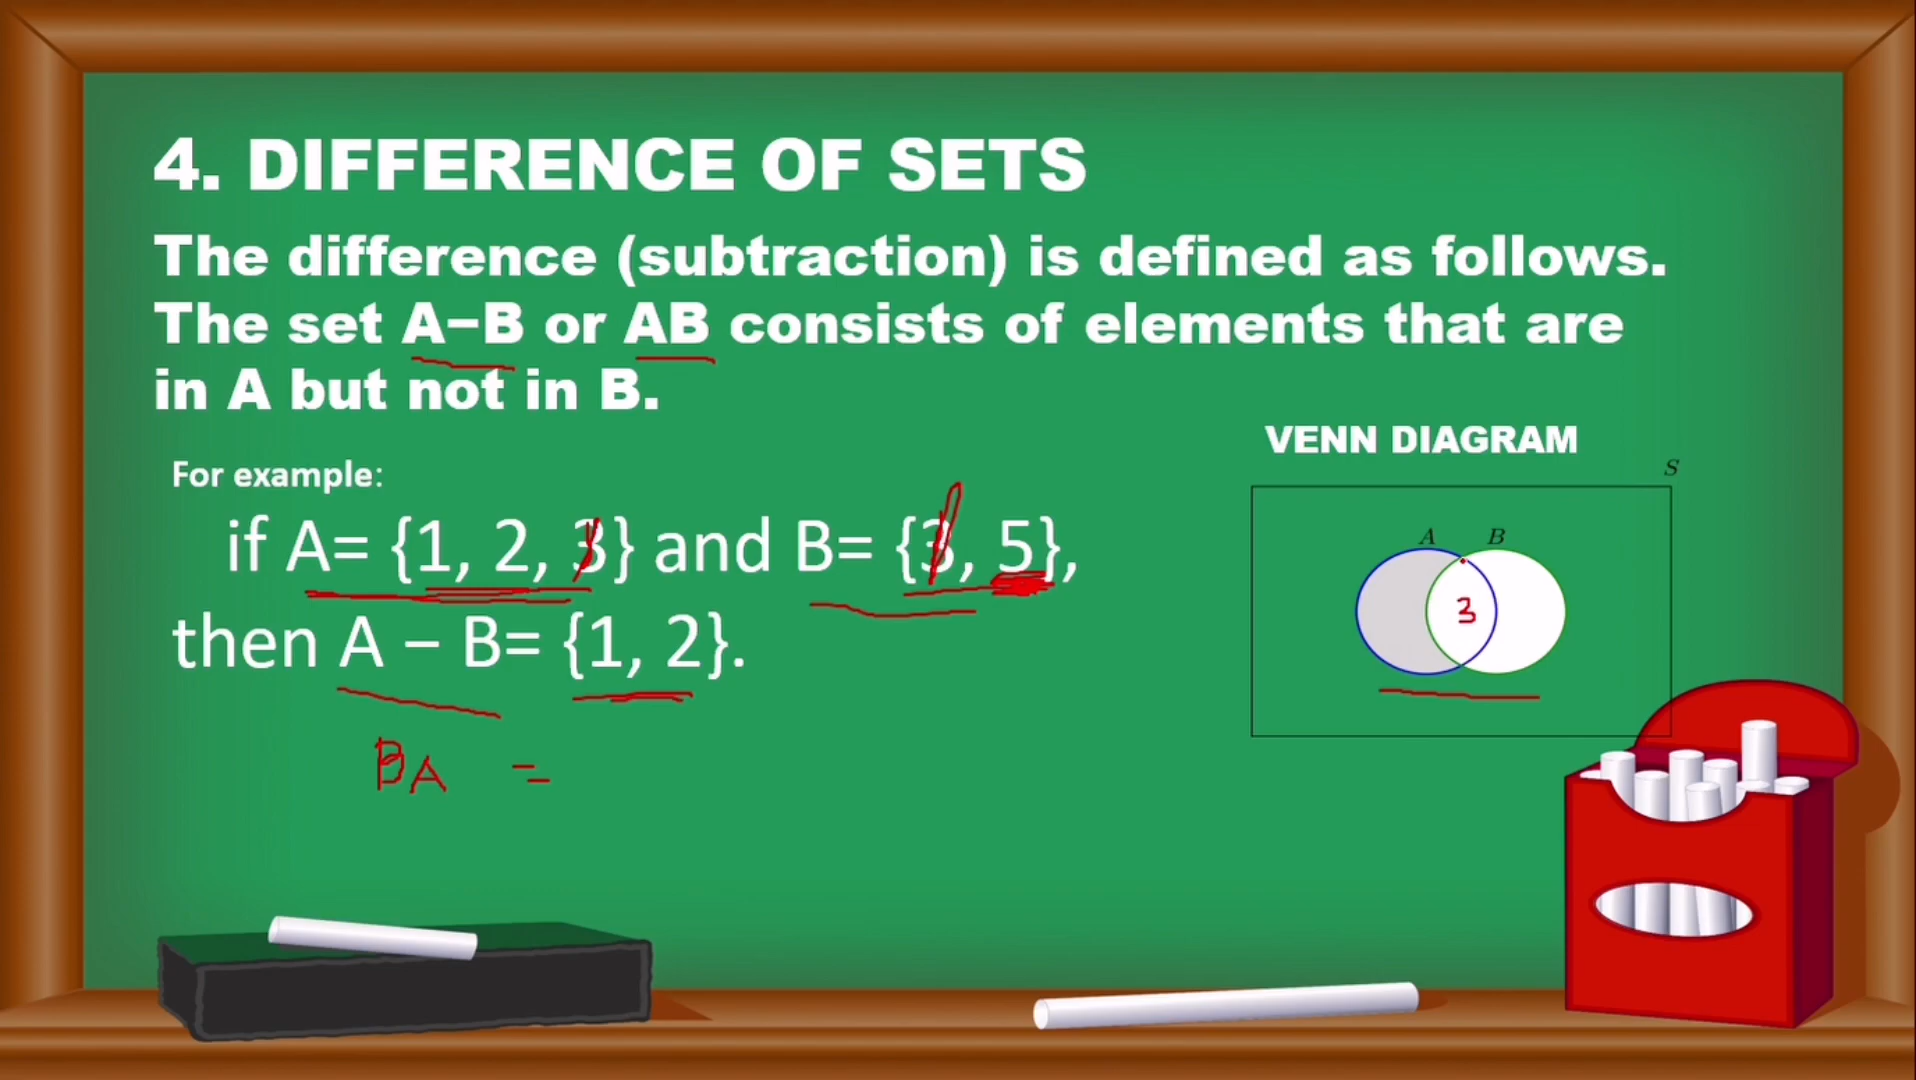 4. DIFFERENCE OF SETS
The difference (subtraction) is defined as follows.
The set A−B or AB consists of elements that are
in A but not in B.
For example:
if A= {1, 2, 3} and B= {3, 5},
then A − B= {1, 2}.
BA =
VENN DIAGRAM
S
A B
3